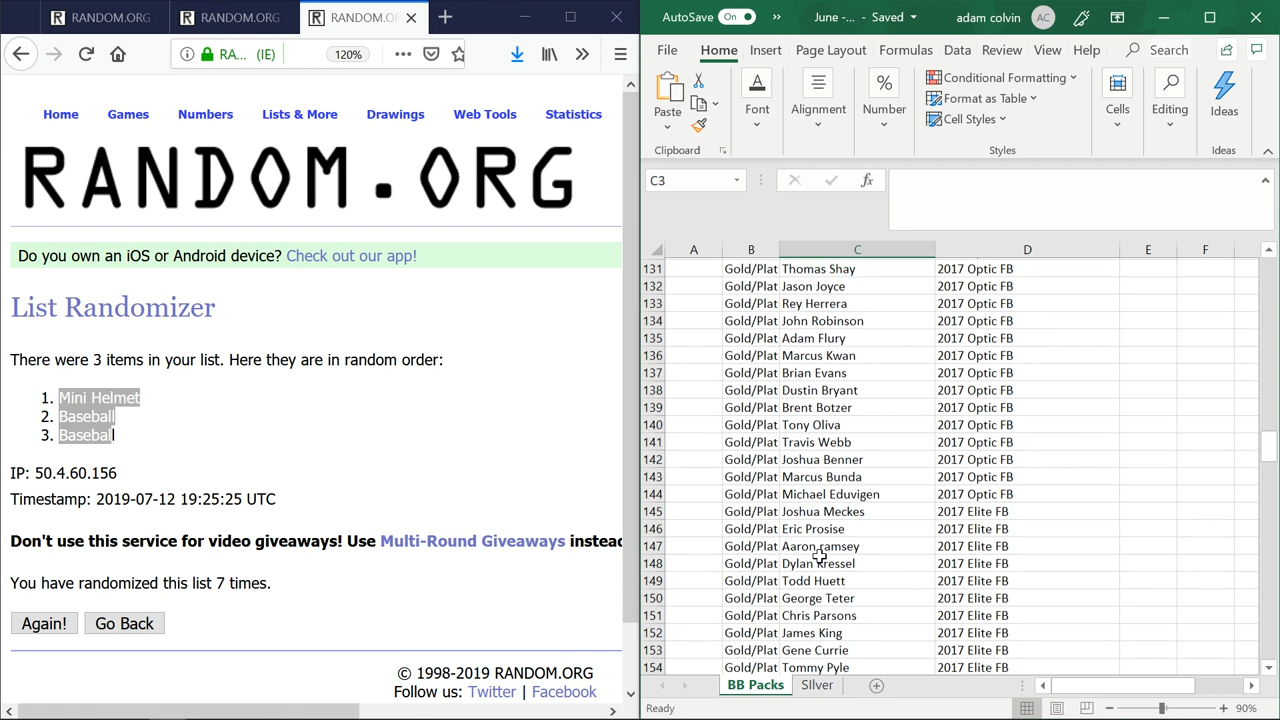 RANDOM.ORG
RANDOM.ORG
RANDOM.O
RA... (IE)
120%
Home
Games
Numbers
Lists & More
Drawings
Web Tools
Statistics
RANDOM.ORG
Do you own an iOS or Android device? Check out our app!
List Randomizer
There were 3 items in your list. Here they are in random order:
1. Mini Helmet
2. Baseball
3. Baseball
IP: 50.4.60.156
Timestamp: 2019-07-12 19:25:25 UTC
Don't use this service for video giveaways! Use Multi-Round Giveaways instead
You have randomized this list 7 times.
Again!
Go Back
© 1998-2019 RANDOM.ORG
Follow us: Twitter | Facebook
AutoSave On
June -... - Saved
adam colvin
AC
File
Home
Insert
Page Layout
Formulas
Data
Review
View
Help
Search
Paste
Font
Alignment
Number
Conditional Formatting
Format as Table
Cell Styles
Cells
Editing
Ideas
Clipboard
Styles
Ideas
C3
fx
A B C D E F
131 Gold/Plat Thomas Shay 2017 Optic FB
132 Gold/Plat Jason Joyce 2017 Optic FB
133 Gold/Plat Rey Herrera 2017 Optic FB
134 Gold/Plat John Robinson 2017 Optic FB
135 Gold/Plat Adam Flury 2017 Optic FB
136 Gold/Plat Marcus Kwan 2017 Optic FB
137 Gold/Plat Brian Evans 2017 Optic FB
138 Gold/Plat Dustin Bryant 2017 Optic FB
139 Gold/Plat Brent Botzer 2017 Optic FB
140 Gold/Plat Tony Oliva 2017 Optic FB
141 Gold/Plat Travis Webb 2017 Optic FB
142 Gold/Plat Joshua Benner 2017 Optic FB
143 Gold/Plat Marcus Bunda 2017 Optic FB
144 Gold/Plat Michael Eduvigen 2017 Optic FB
145 Gold/Plat Joshua Meckes 2017 Elite FB
146 Gold/Plat Eric Prosise 2017 Elite FB
147 Gold/Plat Aaron ramsey 2017 Elite FB
148 Gold/Plat Dylan 2017 Elite FB
149 Gold/Plat Todd Huett 2017 Elite FB
150 Gold/Plat George Teter 2017 Elite FB
151 Gold/Plat Chris Parsons 2017 Elite FB
152 Gold/Plat James King 2017 Elite FB
153 Gold/Plat Gene Currie 2017 Elite FB
154 Gold/Plat Tommy Pyle 2017 Elite FB
BB Packs
SIlver
Ready
90%